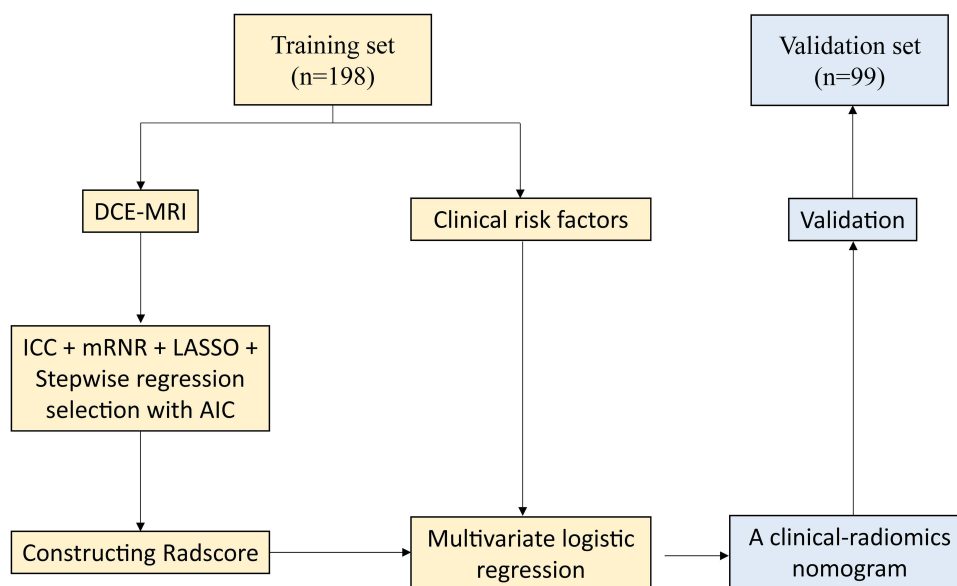 Training set
(n=198)
Validation set
(n=99)
DCE-MRI
Clinical risk factors
Validation
ICC + mRNR + LASSO +
Stepwise regression
selection with AIC
Constructing Radscore
Multivariate logistic
regression
A clinical-radiomics
nomogram